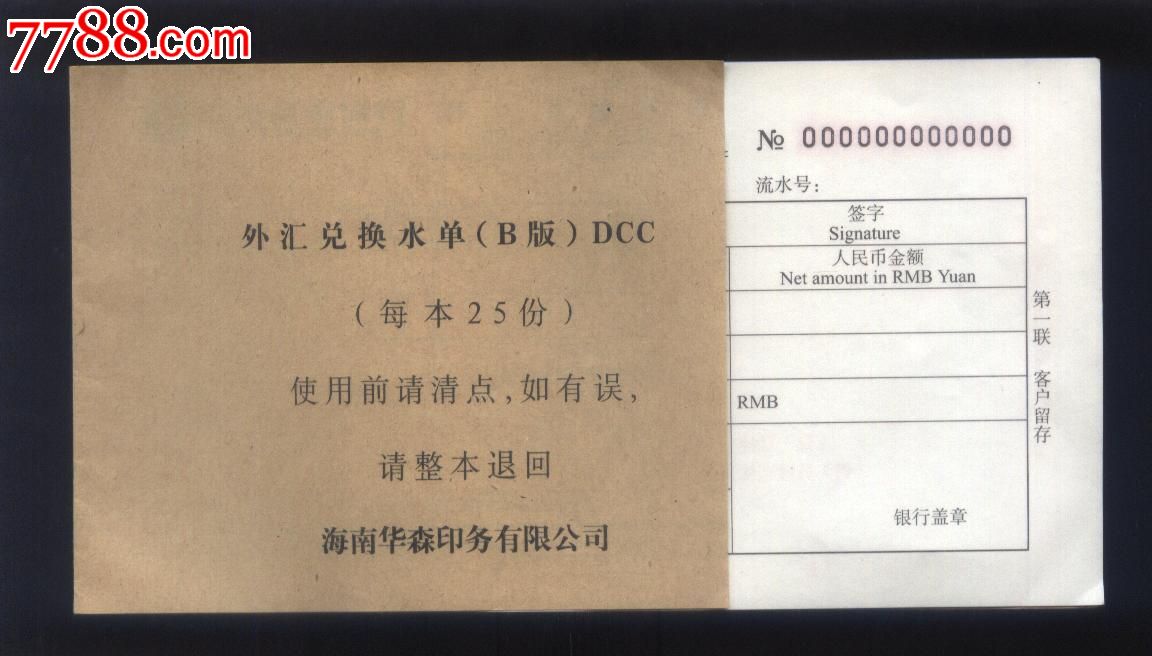 7788.com
外汇兑换水单(B版)DCC
(每本25份)
使用前请清点,如有误,
请整本退回
海南华森印务有限公司
№ 000000000000
流水号:
签字
Signature
人民币金额
Net amount in RMB Yuan
RMB
银行盖章
第一联 客户留存